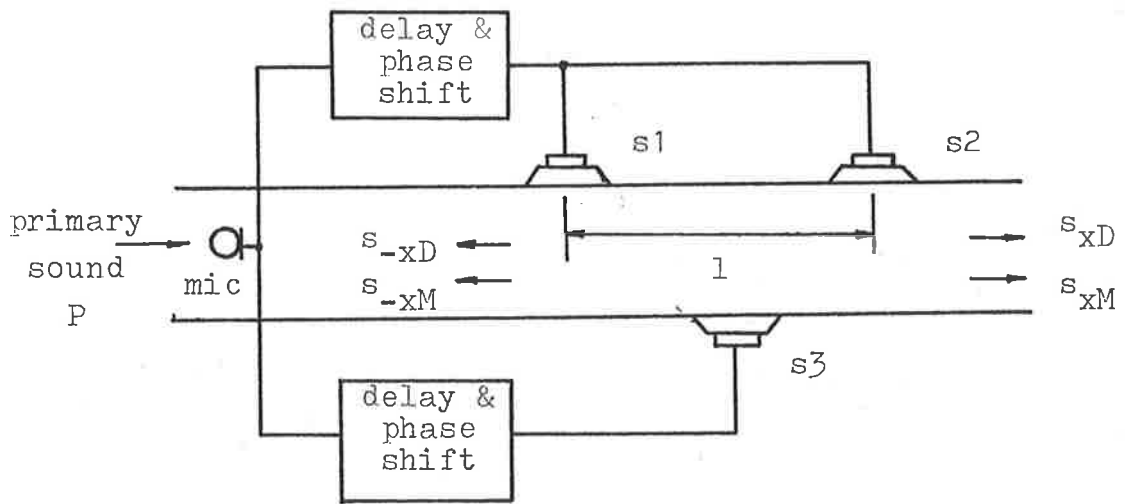 delay &
phase
shift
s1
s2
primary
sound
P
mic
s-xD
s-xM
l
sxD
sxM
s3
delay &
phase
shift